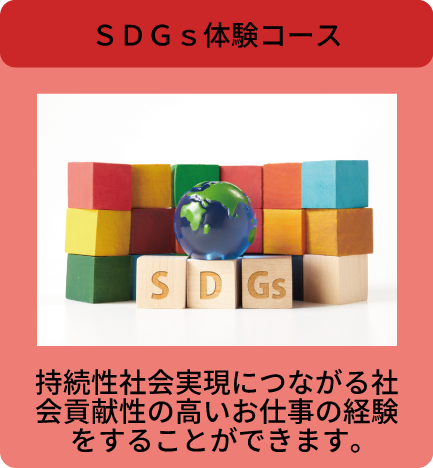 ＳＤＧｓ体験コース
S D Gs
持続性社会実現につながる社
会貢献性の高いお仕事の経験
をすることができます。